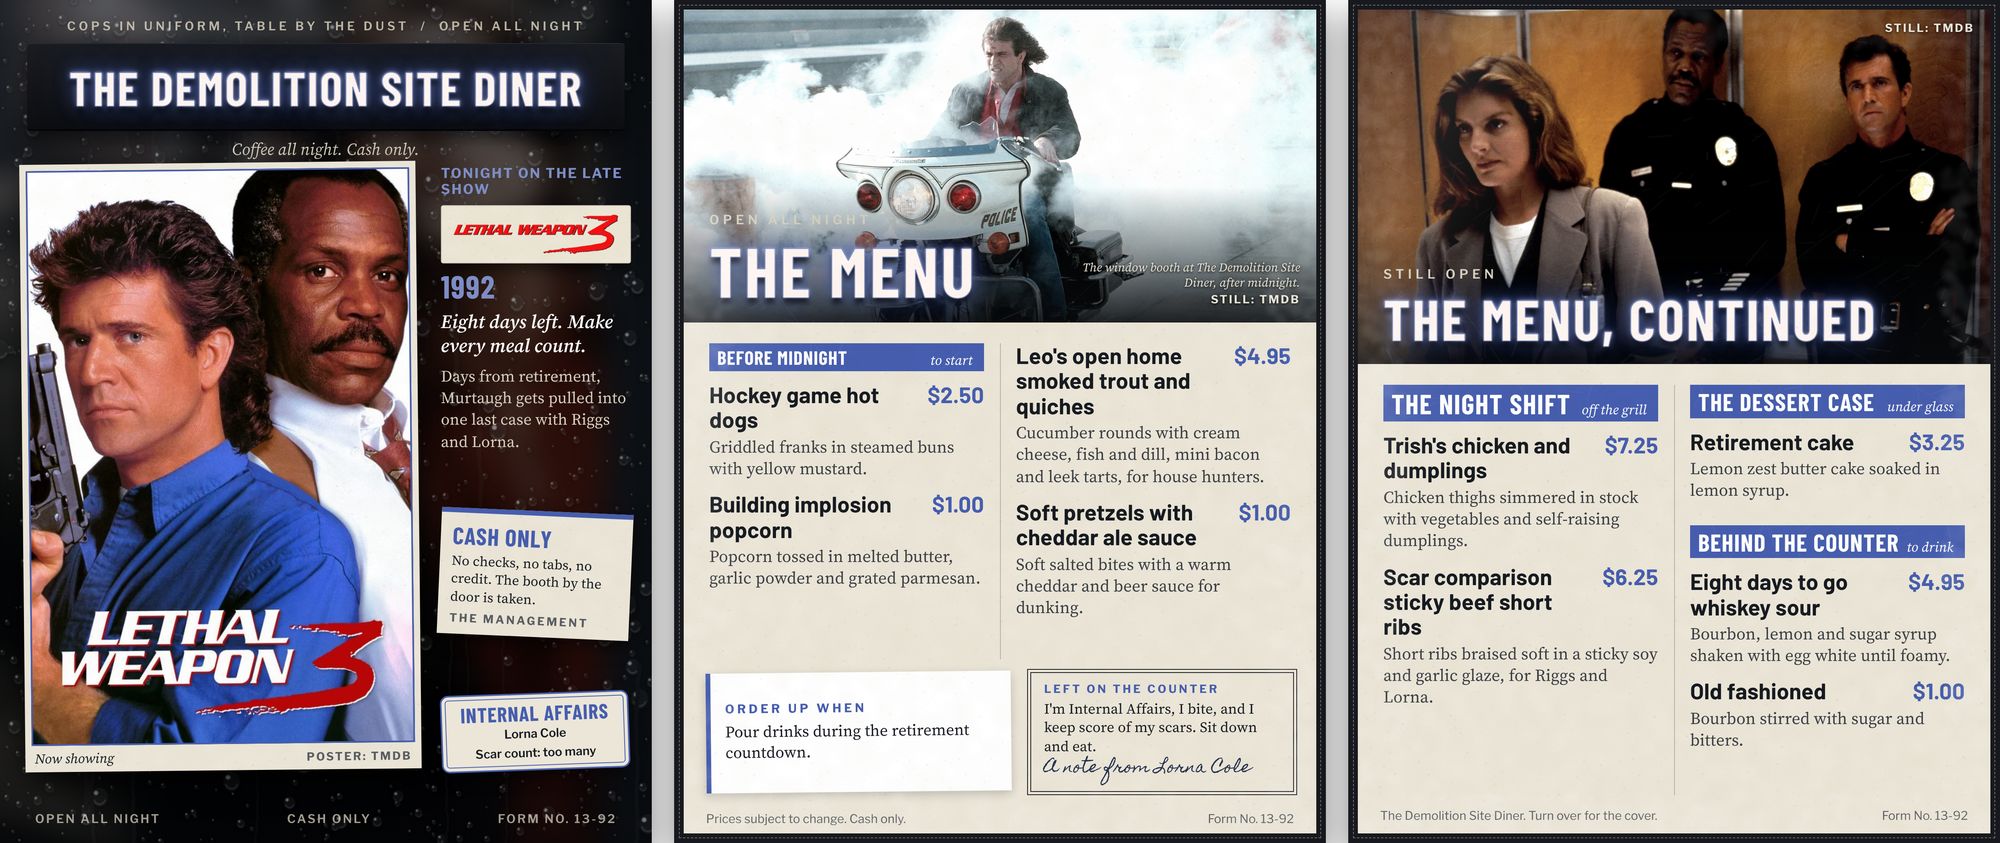 COPS IN UNIFORM, TABLE BY THE DUST / OPEN ALL NIGHT
THE DEMOLITION SITE DINER
Coffee all night. Cash only.
TONIGHT ON THE LATE
SHOW
LETHAL WEAPON 3
1992
Eight days left. Make
every meal count.
Days from retirement,
Murtaugh gets pulled into
one last case with Riggs
and Lorna.
CASH ONLY
No checks, no tabs, no
credit. The booth by the
door is taken.
THE MANAGEMENT
LETHAL
WEAPON 3
INTERNAL AFFAIRS
Lorna Cole
Scar count: too many
Now showing
POSTER: TMDB
OPEN ALL NIGHT
CASH ONLY
FORM NO. 13-92
POLICE
OPEN ALL NIGHT
THE MENU
The window booth at The Demolition Site
Diner, after midnight.
STILL: TMDB
BEFORE MIDNIGHT to start
Hockey game hot $2.50
dogs
Griddled franks in steamed buns
with yellow mustard.
Building implosion $1.00
popcorn
Popcorn tossed in melted butter,
garlic powder and grated parmesan.
Leo's open home $4.95
smoked trout and
quiches
Cucumber rounds with cream
cheese, fish and dill, mini bacon
and leek tarts, for house hunters.
Soft pretzels with $1.00
cheddar ale sauce
Soft salted bites with a warm
cheddar and beer sauce for
dunking.
ORDER UP WHEN
Pour drinks during the retirement
countdown.
LEFT ON THE COUNTER
I'm Internal Affairs, I bite, and I
keep score of my scars. Sit down
and eat.
A note from Lorna Cole
Prices subject to change. Cash only.
Form No. 13-92
STILL: TMDB
STILL OPEN
THE MENU, CONTINUED
THE NIGHT SHIFT off the grill
Trish's chicken and $7.25
dumplings
Chicken thighs simmered in stock
with vegetables and self-raising
dumplings.
Scar comparison $6.25
sticky beef short
ribs
Short ribs braised soft in a sticky soy
and garlic glaze, for Riggs and
Lorna.
THE DESSERT CASE under glass
Retirement cake $3.25
Lemon zest butter cake soaked in
lemon syrup.
BEHIND THE COUNTER to drink
Eight days to go $4.95
whiskey sour
Bourbon, lemon and sugar syrup
shaken with egg white until foamy.
Old fashioned $1.00
Bourbon stirred with sugar and
bitters.
The Demolition Site Diner. Turn over for the cover.
Form No. 13-92